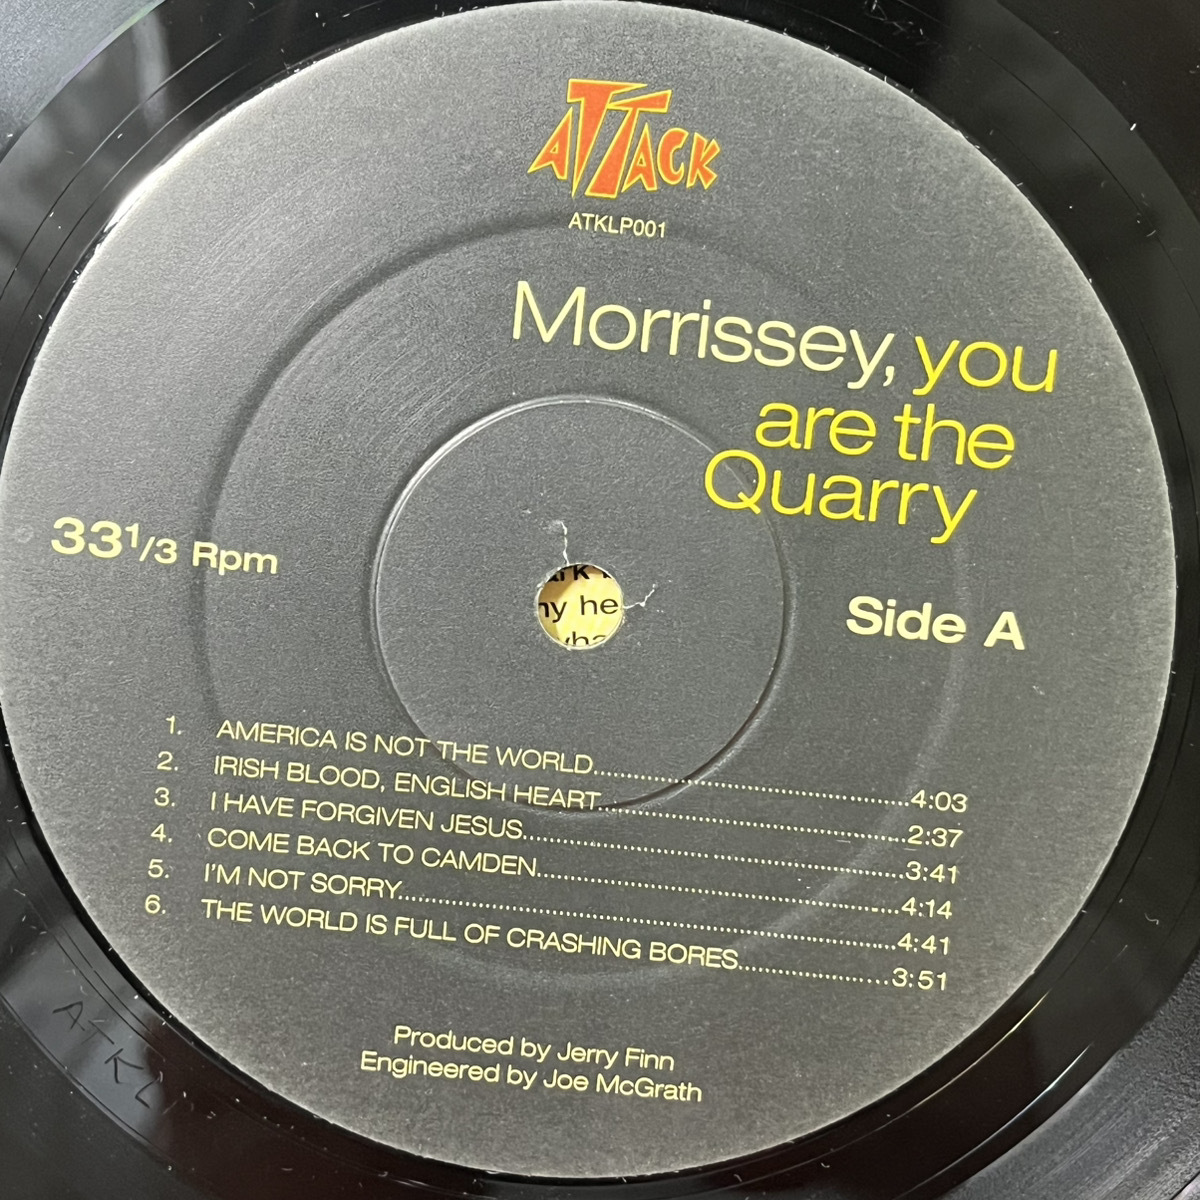 ATTACK
ATKLP001
Morrissey, you
are the
Quarry
33 1/3 Rpm
my he
Side A
1. AMERICA IS NOT THE WORLD..........4:03
2. IRISH BLOOD, ENGLISH HEART..........2:37
3. I HAVE FORGIVEN JESUS..........3:41
4. COME BACK TO CAMDEN..........4:14
5. I'M NOT SORRY..........4:41
6. THE WORLD IS FULL OF CRASHING BORES..........3:51
Produced by Jerry Finn
Engineered by Joe McGrath
ATKL